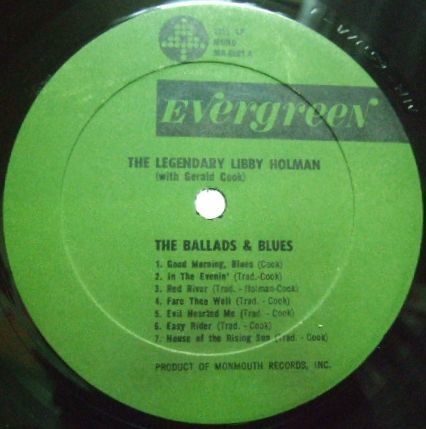 MONO
Evergreen
THE LEGENDARY LIBBY HOLMAN
(with Gerald Cook)
THE BALLADS & BLUES
1. Good Morning, Blues (Cook)
2. In The Evenin' (Trad.-Cook)
3. Red River (Trad. - Holman-Cook)
4. Fare Thee Well (Trad. - Cook)
5. Evil Hearted Me (Trad. - Cook)
6. Easy Rider (Trad. - Cook)
7. House of the Rising Sun (Trad. - Cook)
PRODUCT OF MONMOUTH RECORDS, INC.